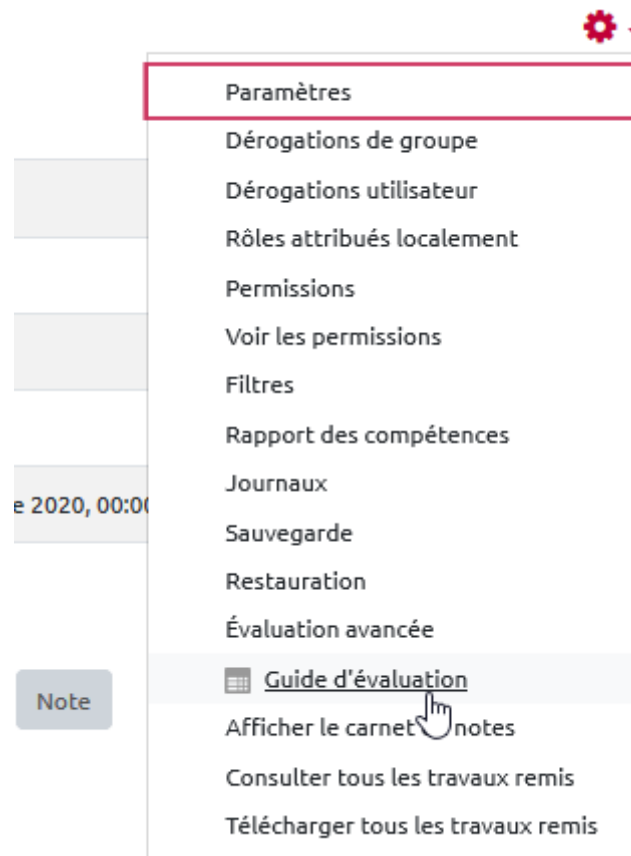 Paramètres
Dérogations de groupe
Dérogations utilisateur
Rôles attribués localement
Permissions
Voir les permissions
Filtres
Rapport des compétences
Journaux
e 2020, 00:00
Sauvegarde
Restauration
Évaluation avancée
Guide d'évaluation
Note
Afficher le carnet notes
Consulter tous les travaux remis
Télécharger tous les travaux remis